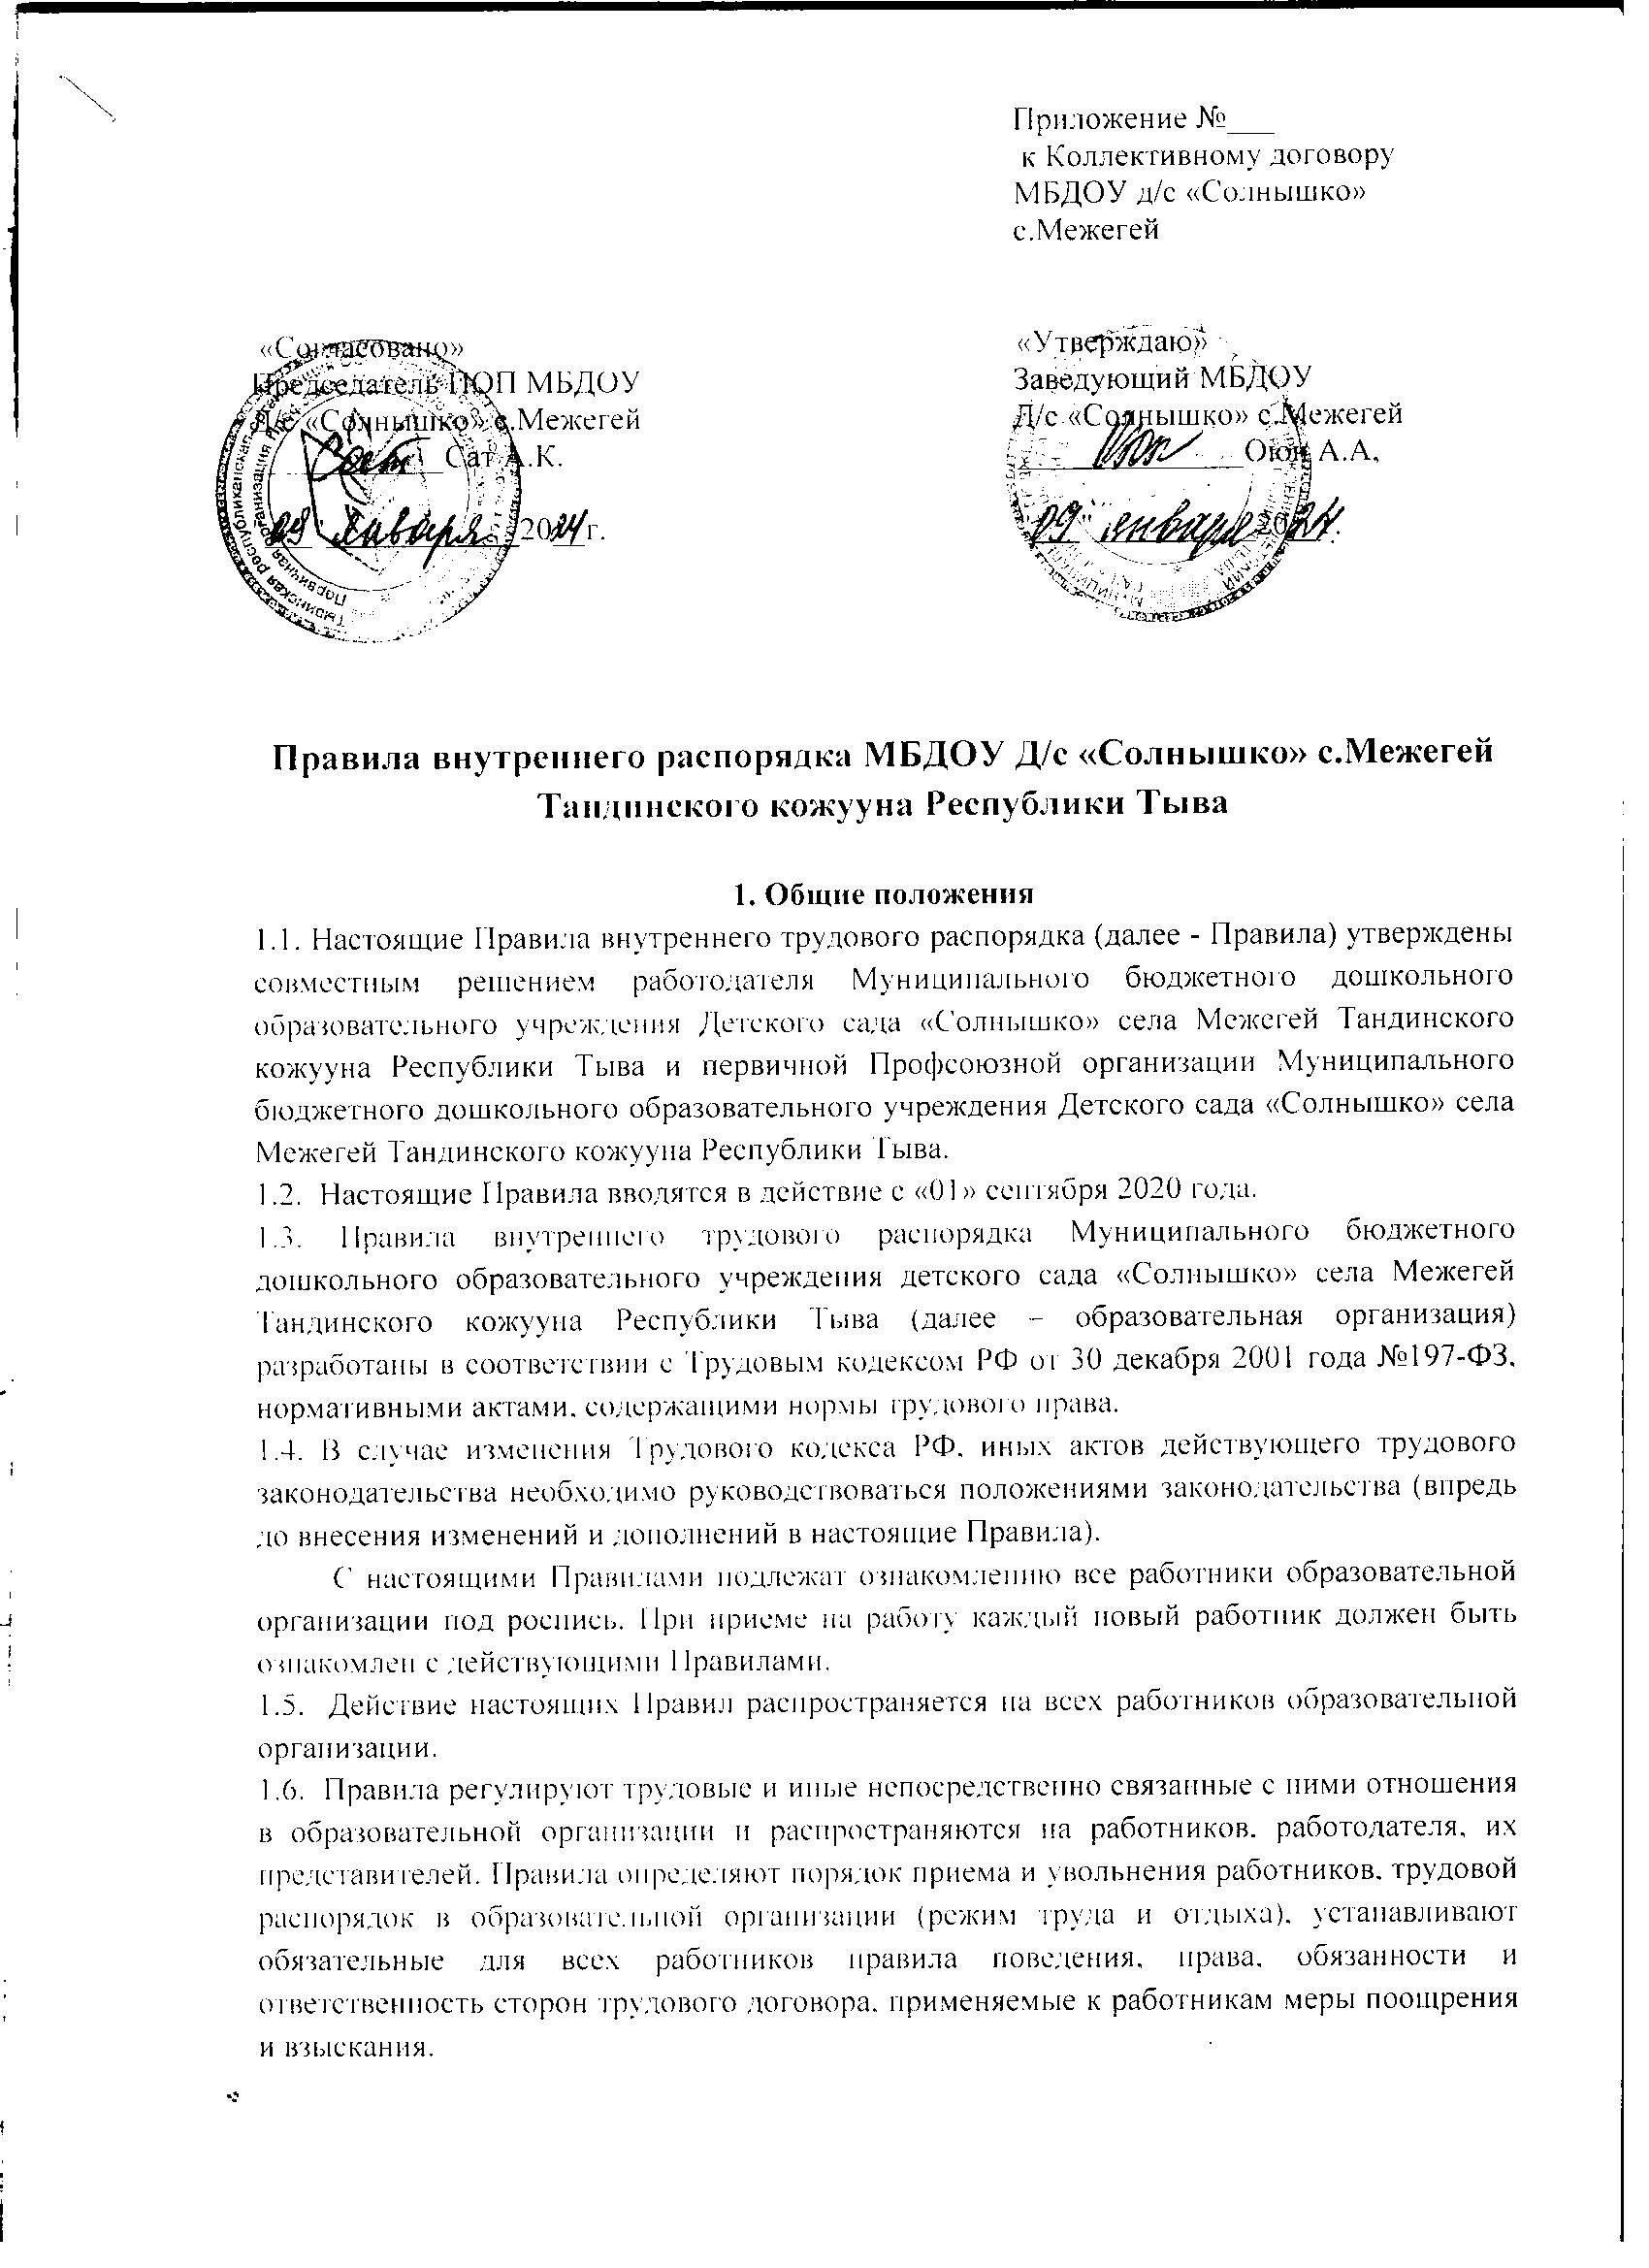 Приложение №___
к Коллективному договору
МБДОУ д/с «Солнышко»
с.Межегей
«Согласовано»
Председатель ПОП МБДОУ
Д/с «Солнышко» с.Межегей
Сат А.К.
09 января 2024г.
«Утверждаю»
Заведующий МБДОУ
Д/с «Солнышко» с.Межегей
Оюн А.А.
09 января 2024.
Правила внутреннего распорядка МБДОУ Д/с «Солнышко» с.Межегей
Тандинского кожууна Республики Тыва
1. Общие положения
1.1. Настоящие Правила внутреннего трудового распорядка (далее - Правила) утверждены
совместным решением работодателя Муниципального бюджетного дошкольного
образовательного учреждения Детского сада «Солнышко» села Межегей Тандинского
кожууна Республики Тыва и первичной Профсоюзной организации Муниципального
бюджетного дошкольного образовательного учреждения Детского сада «Солнышко» села
Межегей Тандинского кожууна Республики Тыва.
1.2. Настоящие Правила вводятся в действие с «01» сентября 2020 года.
1.3. Правила внутреннего трудового распорядка Муниципального бюджетного
дошкольного образовательного учреждения детского сада «Солнышко» села Межегей
Тандинского кожууна Республики Тыва (далее – образовательная организация)
разработаны в соответствии с Трудовым кодексом РФ от 30 декабря 2001 года №197-ФЗ,
нормативными актами, содержащими нормы трудового права.
1.4. В случае изменения Трудового кодекса РФ, иных актов действующего трудового
законодательства необходимо руководствоваться положениями законодательства (впредь
до внесения изменений и дополнений в настоящие Правила).
С настоящими Правилами подлежат ознакомлению все работники образовательной
организации под роспись. При приеме на работу каждый новый работник должен быть
ознакомлен с действующими Правилами.
1.5. Действие настоящих Правил распространяется на всех работников образовательной
организации.
1.6. Правила регулируют трудовые и иные непосредственно связанные с ними отношения
в образовательной организации и распространяются на работников, работодателя, их
представителей. Правила определяют порядок приема и увольнения работников, трудовой
распорядок в образовательной организации (режим труда и отдыха), устанавливают
обязательные для всех работников правила поведения, права, обязанности и
ответственность сторон трудового договора, применяемые к работникам меры поощрения
и взыскания.